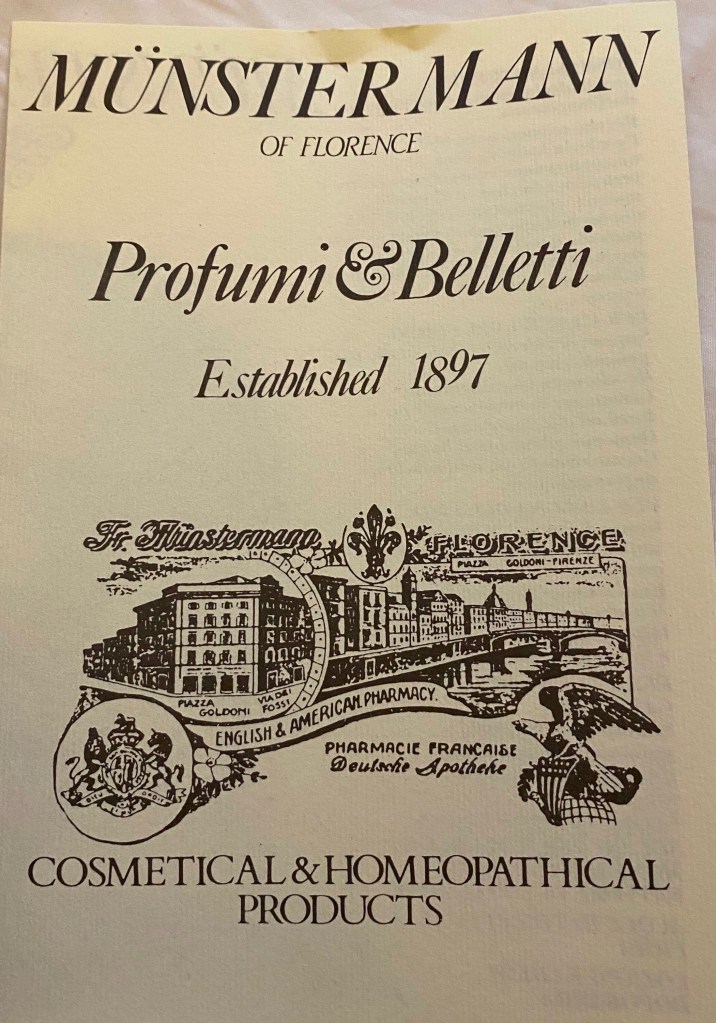 MÜNSTERMANN
OF FLORENCE
Profumi & Belletti
Established 1897
Fr. Münstermann FLORENCE
PIAZZA GOLDONI - FIRENZE
PIAZZA GOLDONI
VIA DEI FOSSI
ENGLISH & AMERICAN PHARMACY.
PHARMACIE FRANCAISE
Deutsche Apotheke
COSMETICAL & HOMEOPATHICAL
PRODUCTS